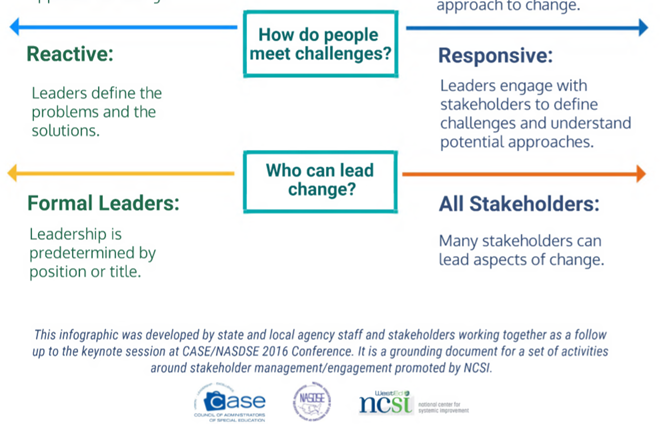 approach to change.
How do people
meet challenges?
Reactive:
Leaders define the
problems and the
solutions.
Responsive:
Leaders engage with
stakeholders to define
challenges and understand
potential approaches.
Who can lead
change?
Formal Leaders:
Leadership is
predetermined by
position or title.
All Stakeholders:
Many stakeholders can
lead aspects of change.
This infographic was developed by state and local agency staff and stakeholders working together as a follow
up to the keynote session at CASE/NASDSE 2016 Conference. It is a grounding document for a set of activities
around stakeholder management/engagement promoted by NCSI.
case
COUNCIL OF ADMINISTRATORS
OF SPECIAL EDUCATION
NASDSE
WestEd
ncsi
national center for
systemic improvement